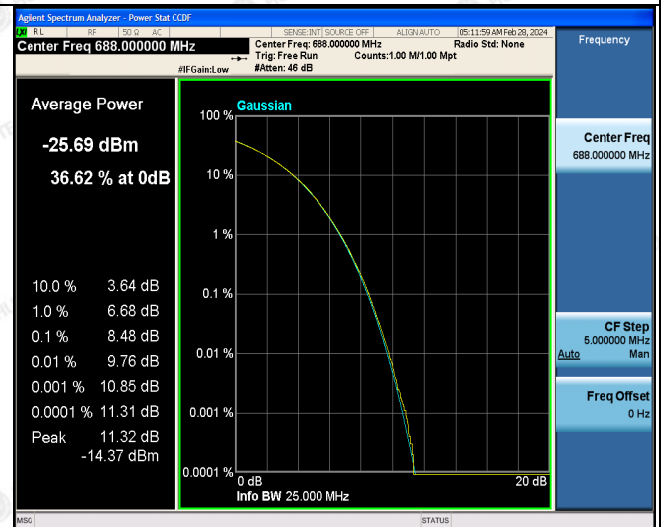 Agilent Spectrum Analyzer - Power Stat CCDF
RL RF 50 Ω AC SENSE:INT SOURCE OFF ALIGN AUTO 05:11:59 AM Feb 28, 2024
Center Freq 688.000000 MHz
Center Freq: 688.000000 MHz Radio Std: None
Trig: Free Run Counts:1.00 M/1.00 Mpt
#IFGain:Low #Atten: 46 dB
Frequency
Average Power
-25.69 dBm
36.62 % at 0dB
10.0 % 3.64 dB
1.0 % 6.68 dB
0.1 % 8.48 dB
0.01 % 9.76 dB
0.001 % 10.85 dB
0.0001 % 11.31 dB
Peak 11.32 dB
-14.37 dBm
Gaussian
100 %
10 %
1 %
0.1 %
0.01 %
0.001 %
0.0001 %
0 dB 20 dB
Info BW 25.000 MHz
Center Freq
688.000000 MHz
CF Step
5.000000 MHz
Auto Man
Freq Offset
0 Hz
MSG STATUS